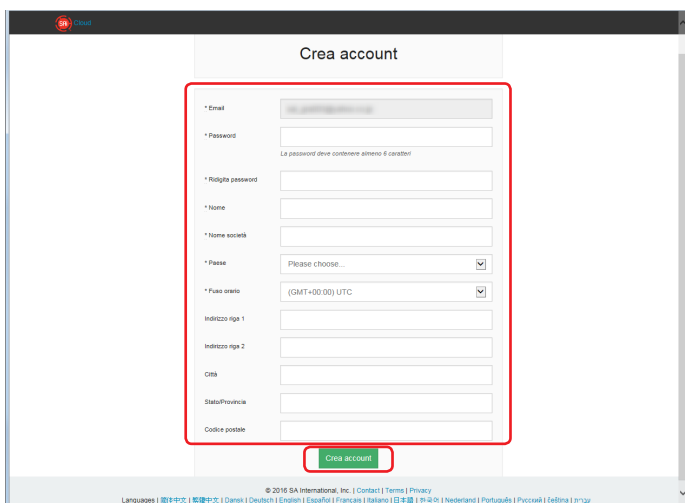 SAi Cloud
Crea account
* Email
* Password
La password deve contenere almeno 6 caratteri
* Ridigita password
* Nome
* Nome società
* Paese Please choose...
* Fuso orario (GMT+00:00) UTC
Indirizzo riga 1
Indirizzo riga 2
Città
Stato/Provincia
Codice postale
Crea account
© 2016 SA International, Inc. | Contact | Terms | Privacy
Languages | 简体中文 | 繁體中文 | Dansk | Deutsch | English | Español | Français | Italiano | 日本語 | 한국어 | Nederland | Português | Русский | čeština | עברית